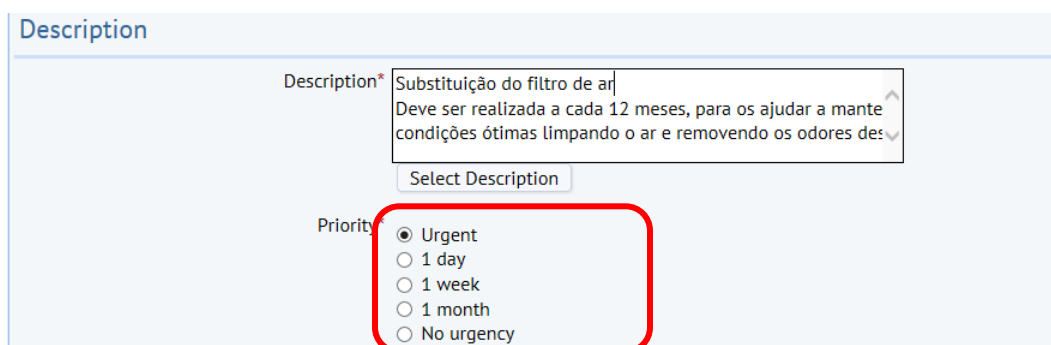 Description
Description* Substituição do filtro de ar
Deve ser realizada a cada 12 meses, para os ajudar a mante
condições ótimas limpando o ar e removendo os odores des
Select Description
Priority*
Urgent
1 day
1 week
1 month
No urgency